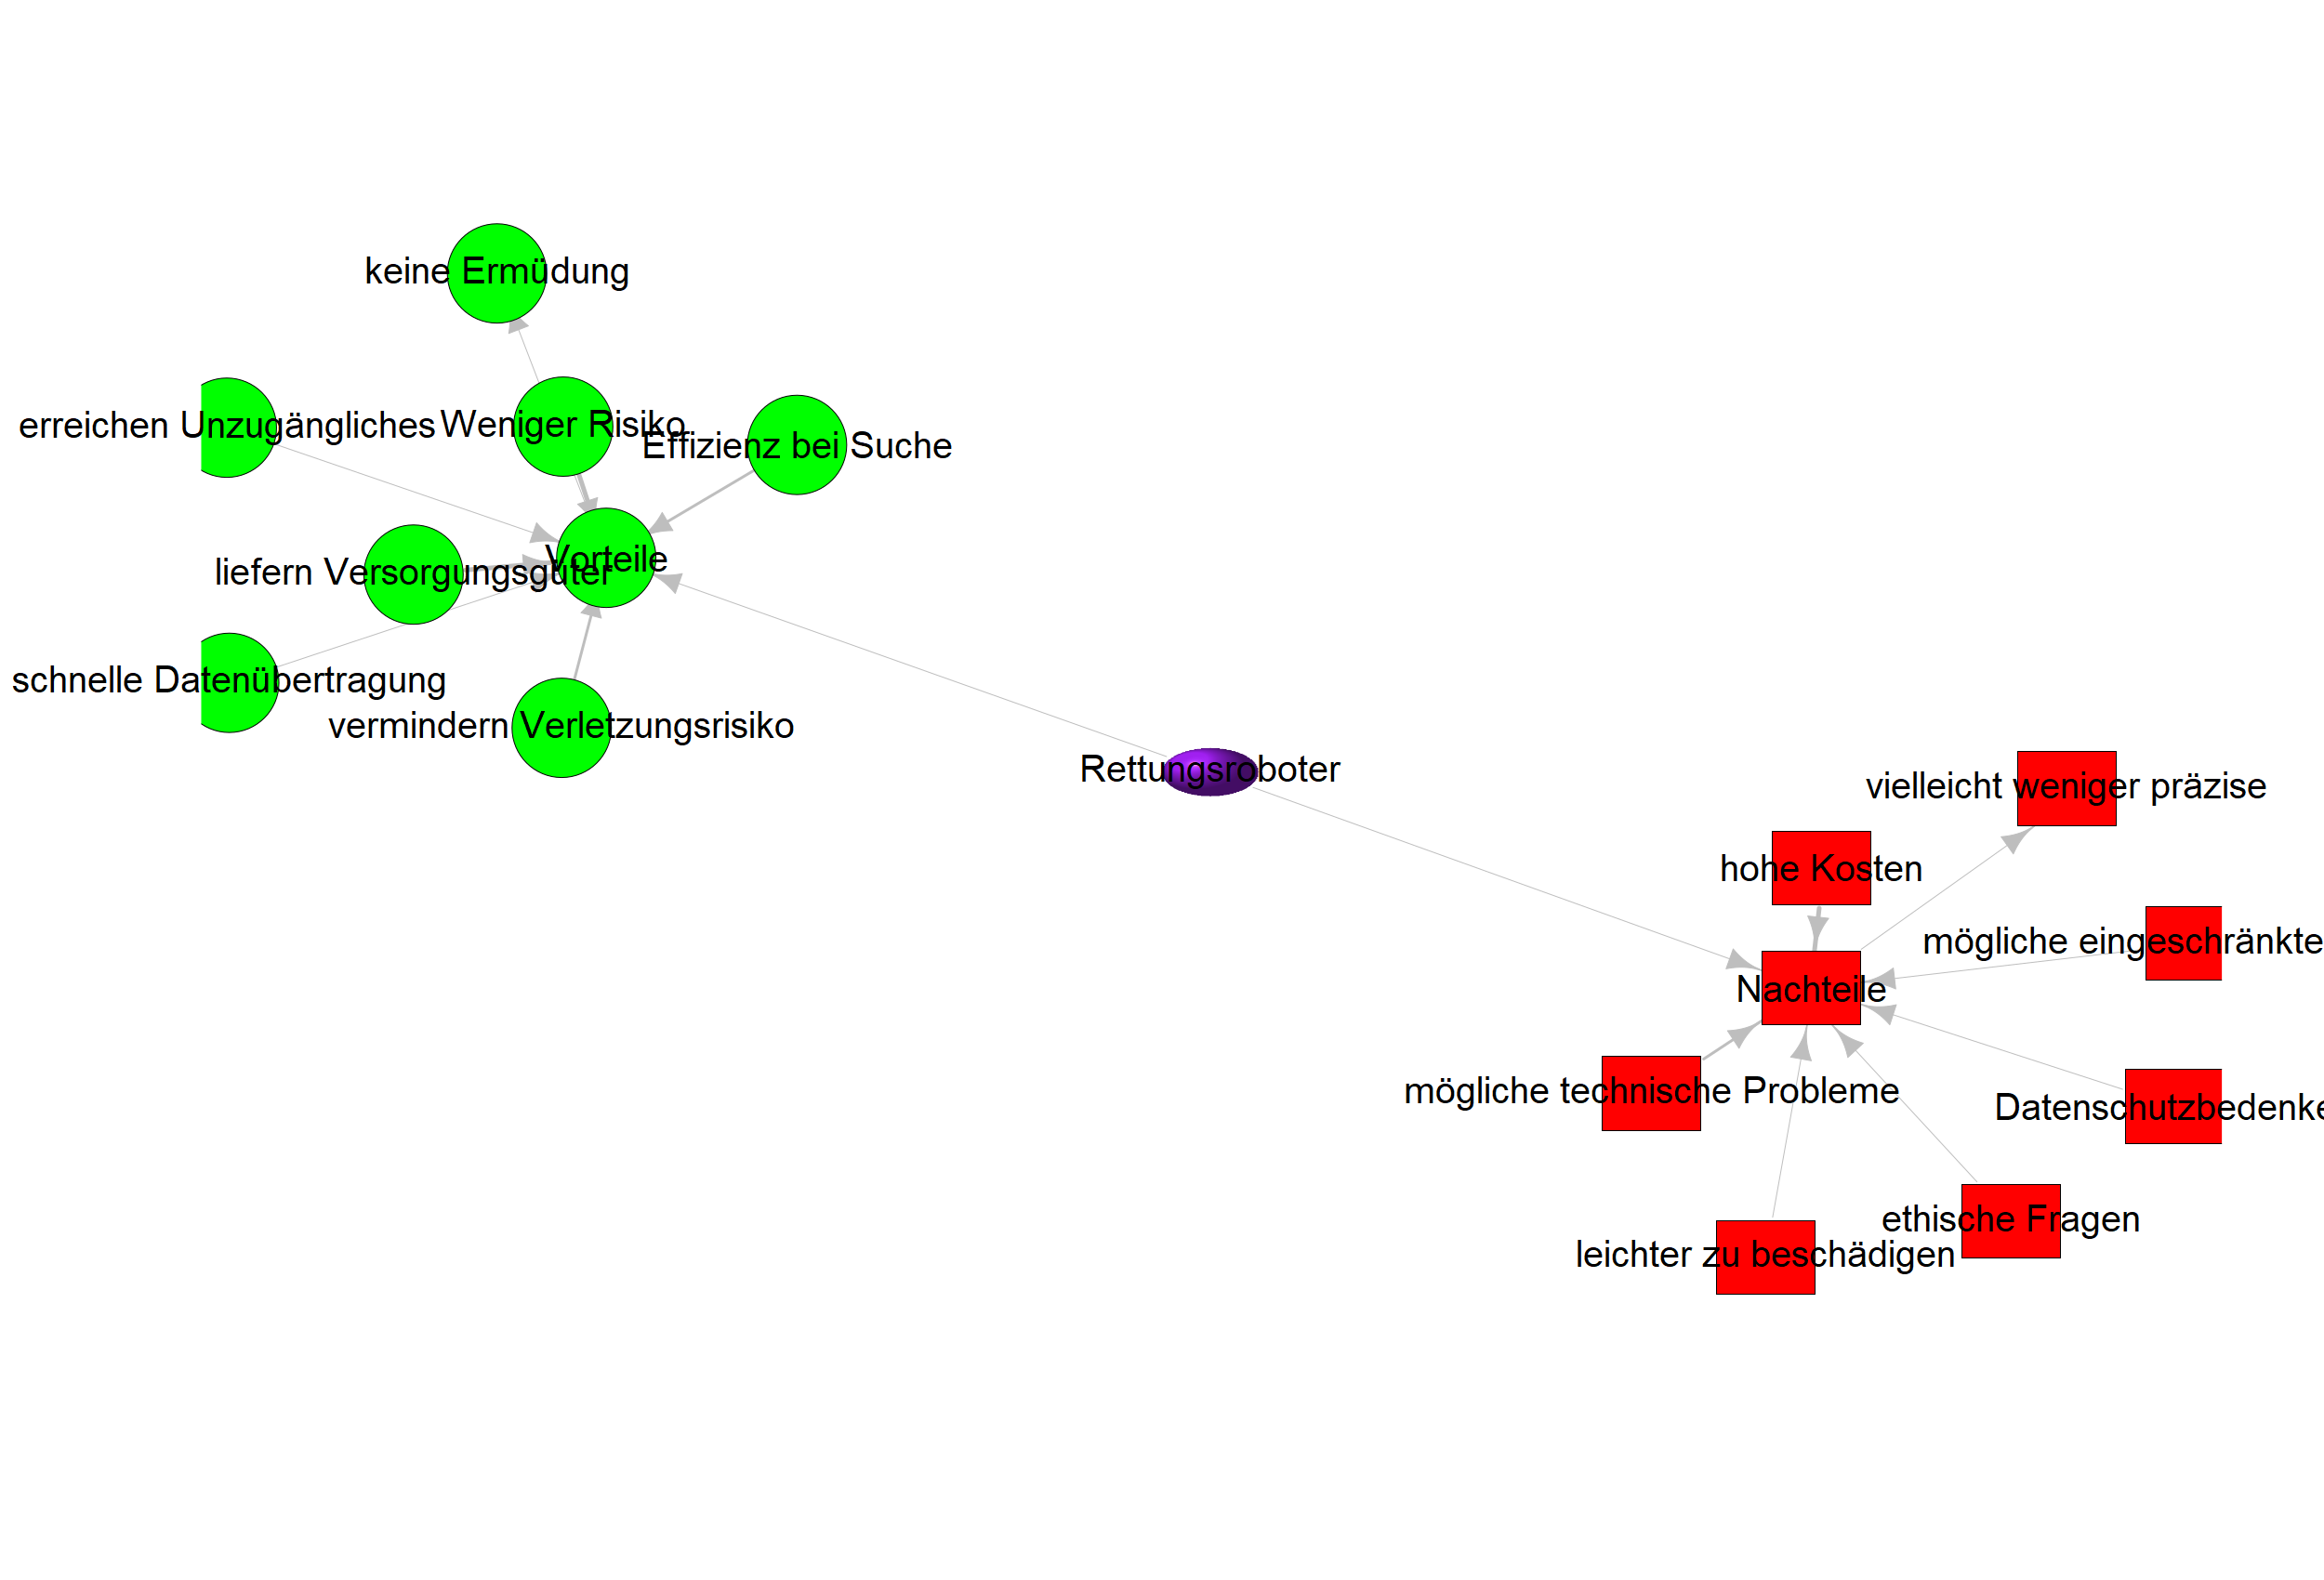 keine Ermüdung
erreichen Unzugängliches
Weniger Risiko
Effizienz bei Suche
Vorteile
liefern Versorgungsgüter
schnelle Datenübertragung
vermindern Verletzungsrisiko
Rettungsroboter
vielleicht weniger präzise
hohe Kosten
mögliche eingeschränkte
Nachteile
mögliche technische Probleme
Datenschutzbedenke
ethische Fragen
leichter zu beschädigen